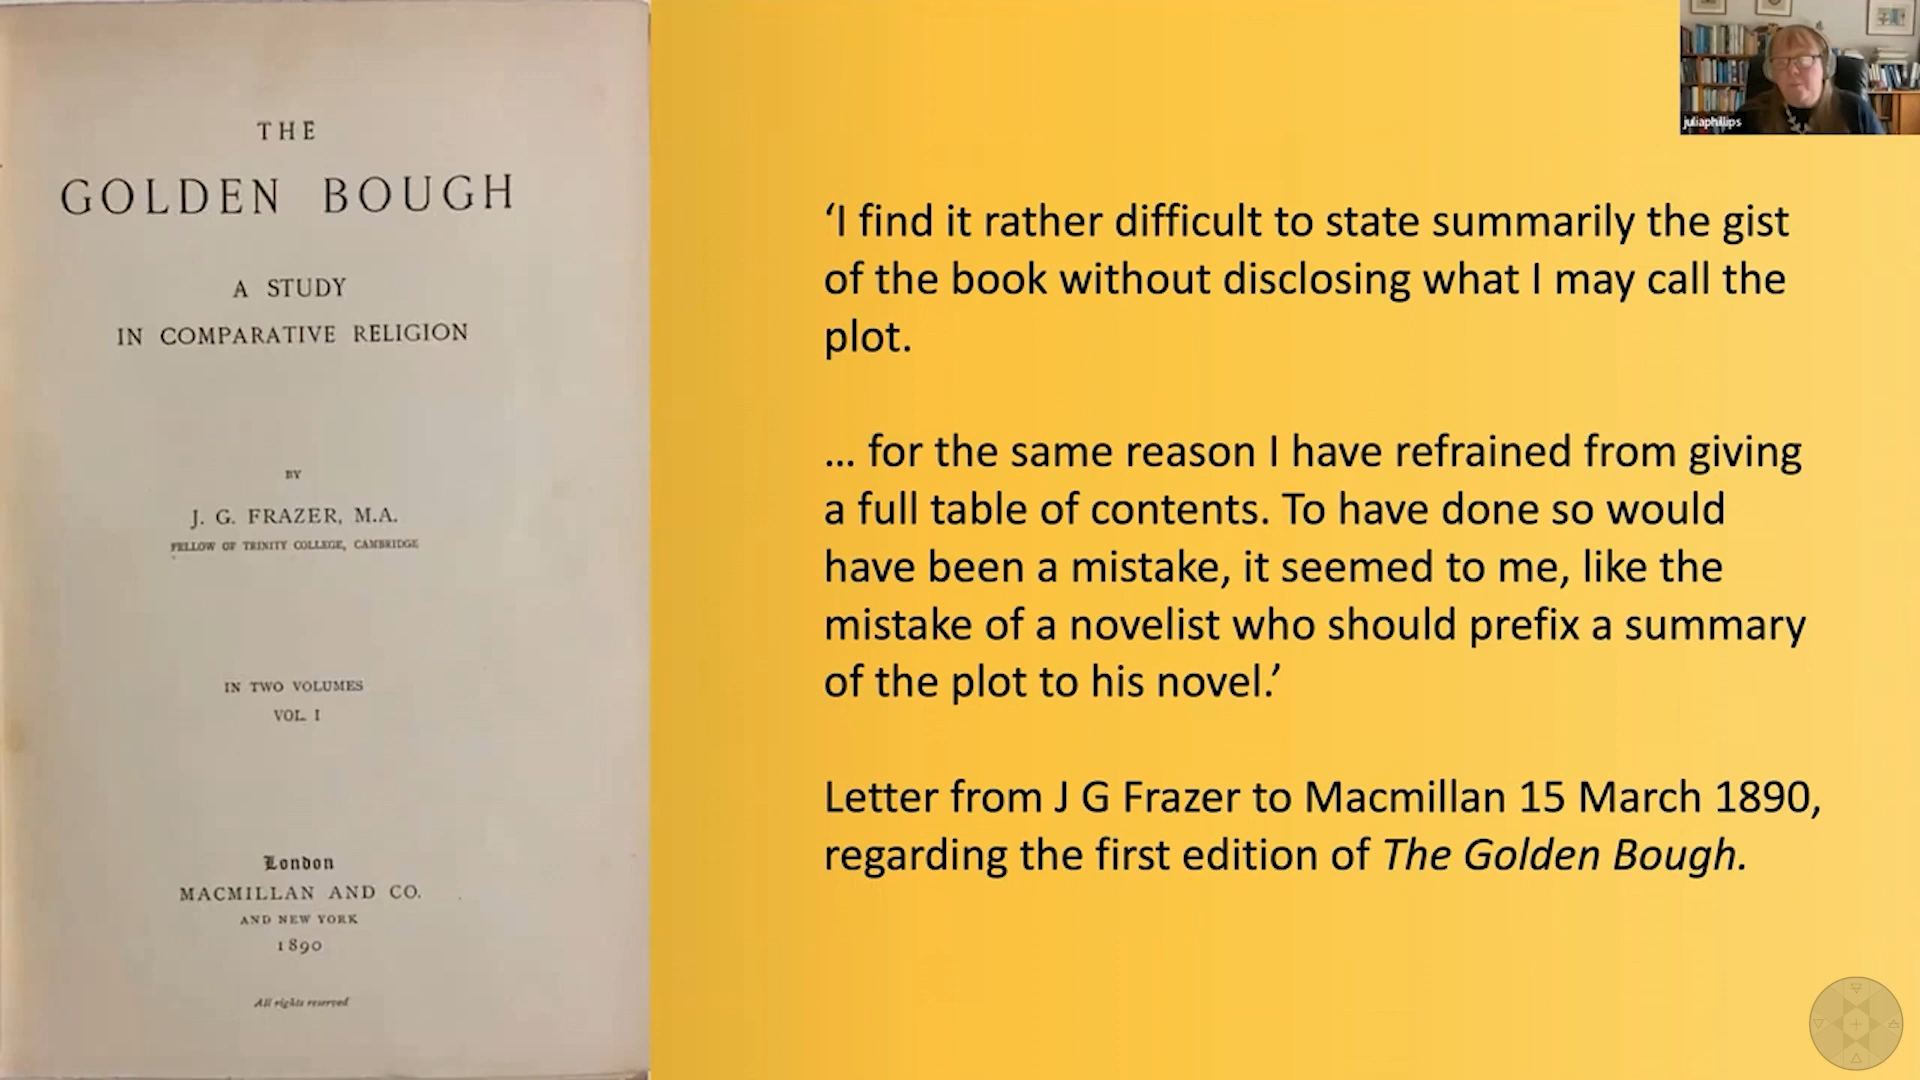 THE
GOLDEN BOUGH
A STUDY
IN COMPARATIVE RELIGION
BY
J. G. FRAZER, M.A.
FELLOW OF TRINITY COLLEGE, CAMBRIDGE
IN TWO VOLUMES
VOL. I
London
MACMILLAN AND CO.
AND NEW YORK
1890
All rights reserved
juliaphillips
‘I find it rather difficult to state summarily the gist
of the book without disclosing what I may call the
plot.
... for the same reason I have refrained from giving
a full table of contents. To have done so would
have been a mistake, it seemed to me, like the
mistake of a novelist who should prefix a summary
of the plot to his novel.’
Letter from J G Frazer to Macmillan 15 March 1890,
regarding the first edition of The Golden Bough.